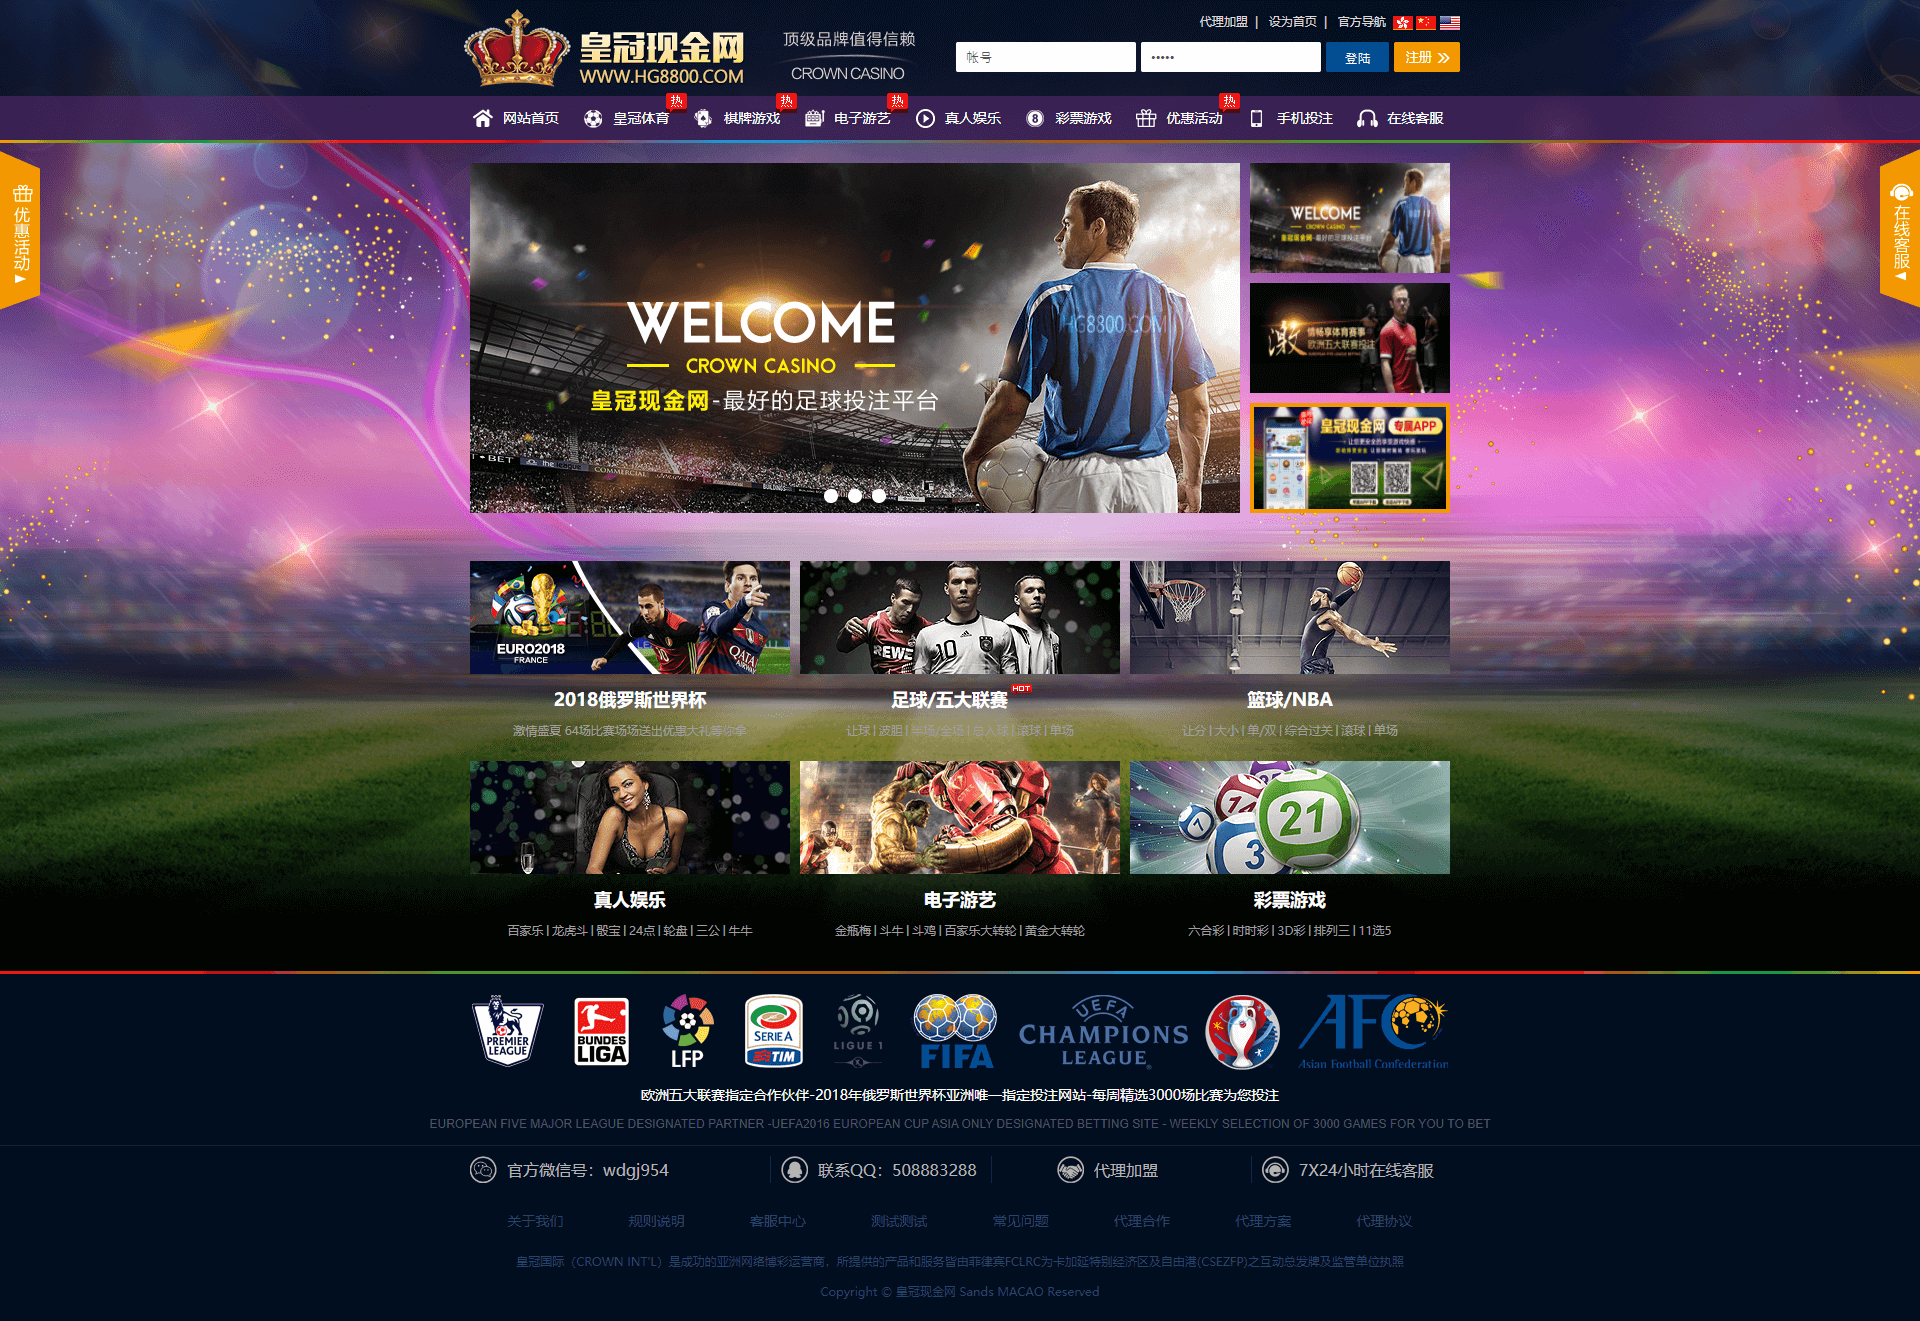 代理加盟 | 设为首页 | 官方导航
皇冠现金网
WWW.HG8800.COM
顶级品牌值得信赖
CROWN CASINO
帐号
•••••
登陆
注册
网站首页
皇冠体育
热
棋牌游戏
热
电子游艺
热
真人娱乐
彩票游戏
优惠活动
热
手机投注
在线客服
优惠活动
在线客服
WELCOME
CROWN CASINO
皇冠现金网-最好的足球投注平台
HG8800.COM
WELCOME
CROWN CASINO
皇冠现金网-最好的足球投注平台
激情畅享体育赛事
欧洲五大联赛投注
皇冠现金网 专属APP
EURO2018
FRANCE
QATAR
AIRWAYS
REWE
10
2018俄罗斯世界杯
激情盛夏 64场比赛场场送出优惠大礼等你拿
足球/五大联赛 HOT
让球 | 波胆 | 半场/全场 | 总入球 | 滚球 | 单场
篮球/NBA
让分 | 大小 | 单/双 | 综合过关 | 滚球 | 单场
7
14
3
21
真人娱乐
百家乐 | 龙虎斗 | 骰宝 | 24点 | 轮盘 | 三公 | 牛牛
电子游艺
金瓶梅 | 斗牛 | 斗鸡 | 百家乐大转轮 | 黄金大转轮
彩票游戏
六合彩 | 时时彩 | 3D彩 | 排列三 | 11选5
PREMIER
LEAGUE
BUNDES
LIGA
LFP
SERIE A
TIM
LIGUE 1
FIFA
UEFA
CHAMPIONS
LEAGUE
AFC
Asian Football Confederation
欧洲五大联赛指定合作伙伴-2018年俄罗斯世界杯亚洲唯一指定投注网站-每周精选3000场比赛为您投注
EUROPEAN FIVE MAJOR LEAGUE DESIGNATED PARTNER -UEFA2016 EUROPEAN CUP ASIA ONLY DESIGNATED BETTING SITE - WEEKLY SELECTION OF 3000 GAMES FOR YOU TO BET
官方微信号：wdgj954
联系QQ：508883288
代理加盟
7X24小时在线客服
关于我们
规则说明
客服中心
测试测试
常见问题
代理合作
代理方案
代理协议
皇冠国际（CROWN INT'L）是成功的亚洲网络博彩运营商，所提供的产品和服务皆由菲律宾FCLRC为卡加延特别经济区及自由港(CSEZFP)之互动总发牌及监管单位执照
Copyright © 皇冠现金网 Sands MACAO Reserved